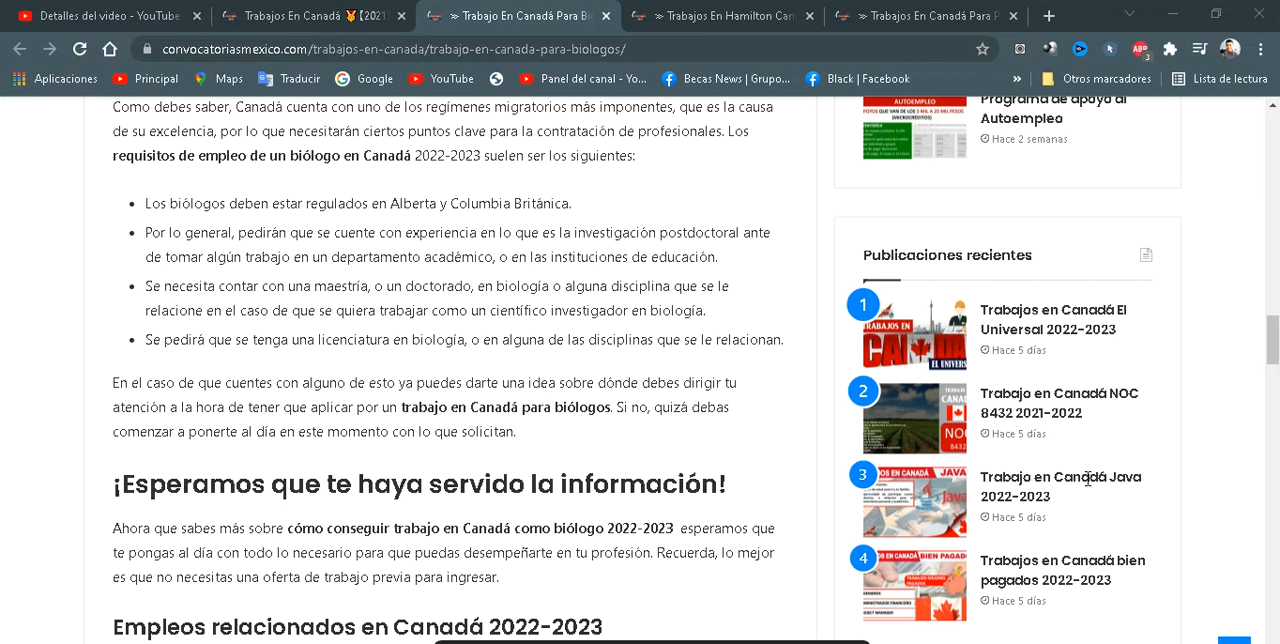 Detalles del video - YouTube
Trabajos En Canadá 🥇【2021
≫ Trabajo En Canadá Para Bi
≫ Trabajos En Hamilton Can
≫ Trabajos En Canadá Para P
convocatoriasmexico.com/trabajos-en-canada/trabajo-en-canada-para-biologos/
Aplicaciones
Principal
Maps
Traducir
Google
YouTube
Panel del canal - Yo...
Becas News | Grupo...
Black | Facebook
»
Otros marcadores
Lista de lectura
Como debes saber, Canadá cuenta con uno de los regímenes migratorios más imponentes, que es la causa
de su estabilidad. Por lo que necesitarán ciertos puntos clave para la contratación de profesionales. Los
requisitos de empleo de un biólogo en Canadá 2022-2023 suelen ser los siguientes:
• Los biólogos deben estar regulados en Alberta y Columbia Británica.
• Por lo general, pedirán que se cuente con experiencia en lo que es la investigación postdoctoral ante
de tomar algún trabajo en un departamento académico, o en las instituciones de educación.
contar con una maestría, o un doctorado, en biología o alguna disciplina que se le
en el caso de que se quiera trabajar como un científico investigador en biología.
tenga una licenciatura en biología, o en alguna de las disciplinas que se le relacionan.
En el caso de que cuentes con alguno de esto ya puedes darte una idea sobre dónde debes dirigir tu
atención a la hora de tener que aplicar por un trabajo en Canadá para biólogos. Si no, quizá debas
comenzar a ponerte al día en este momento con lo que solicitan.
¡Esperamos que te haya servido la información!
Ahora que sabes más sobre como conseguir trabajo en Canadá como biólogo 2022-2023 esperamos que
te pongas al día con todo lo necesario para que puedas desempeñarte en tu profesión. Recuerda, lo mejor
es que poseas una oferta de trabajo previa para ingresar.
Empleos relacionados en Canadá 2022-2023
AUTOEMPLEO
Programa de apoyo al
Autoempleo
Hace 2 semanas
Publicaciones recientes
1
Trabajos en Canadá El
Universal 2022-2023
Hace 5 días
2
Trabajo en Canadá NOC
8432 2021-2022
Hace 5 días
3
Trabajo en Canadá Java
2022-2023
Hace 5 días
4
Trabajos en Canadá bien
pagados 2022-2023
Hace 5 días